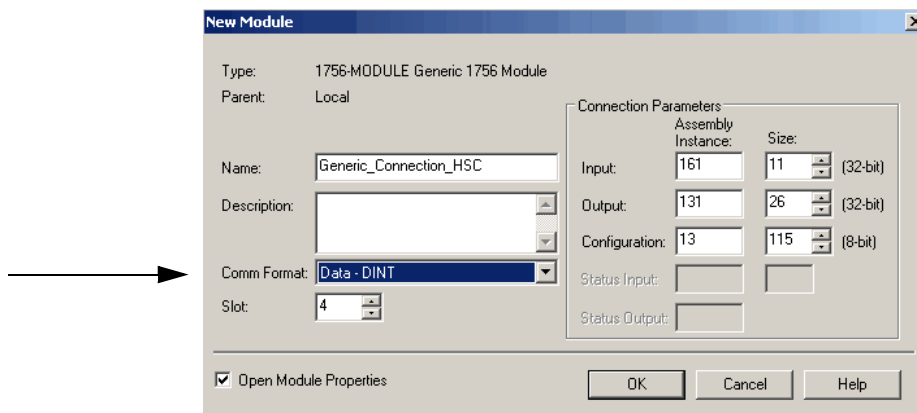 New Module
Type: 1756-MODULE Generic 1756 Module
Parent: Local
Connection Parameters
Assembly
Instance: Size:
Name: Generic_Connection_HSC
Input: 161 11 (32-bit)
Description:
Output: 131 26 (32-bit)
Configuration: 13 115 (8-bit)
Comm Format: Data - DINT
Status Input:
Slot: 4
Status Output:
Open Module Properties
OK Cancel Help